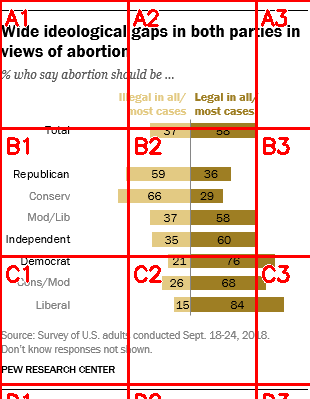 Wide ideological gaps in both parties in
views of abortion
% who say abortion should be ...
Illegal in all/ most cases Legal in all/ most cases
Total 37 58
Republican 59 36
Conserv 66 29
Mod/Lib 37 58
Independent 35 60
Democrat 21 76
Cons/Mod 26 68
Liberal 15 84
Source: Survey of U.S. adults conducted Sept. 18-24, 2018.
Don't know responses not shown.
PEW RESEARCH CENTER
A1 A2 A3
B1 B2 B3
C1 C2 C3